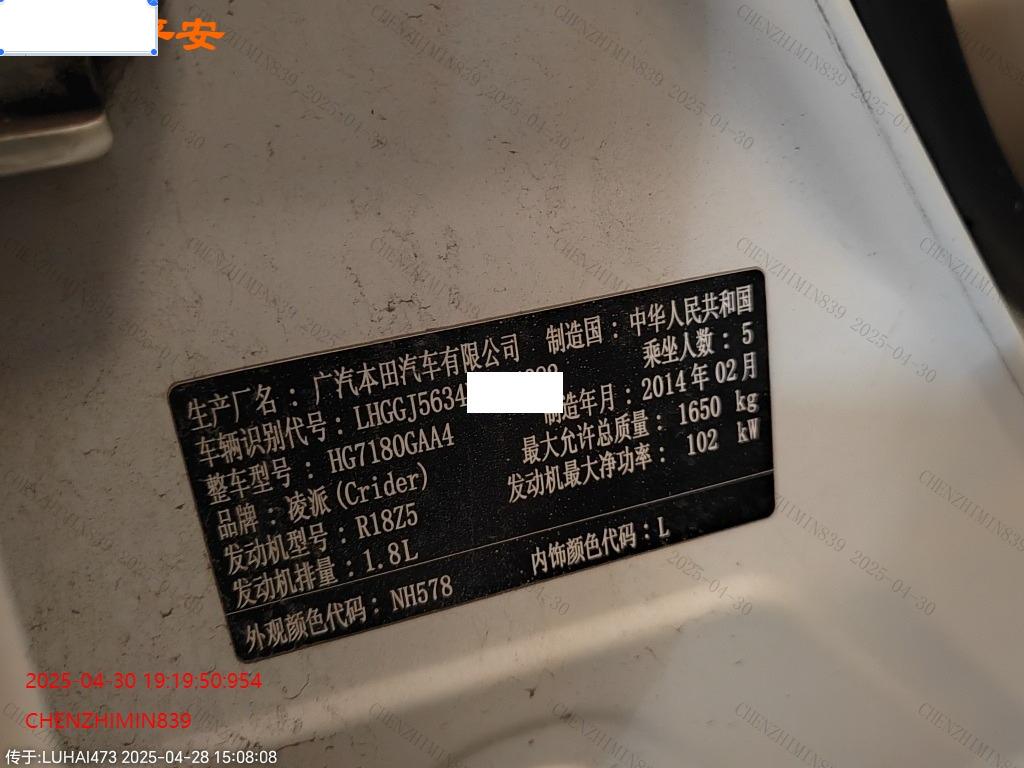 平安
生产厂名：广汽本田汽车有限公司 制造国：中华人民共和国
车辆识别代号：LHGGJ5634 乘坐人数：5
整车型号：HG7180GAA4 制造年月：2014年02月
品牌：凌派(Crider) 最大允许总质量：1650 kg
发动机型号：R18Z5 发动机最大净功率：102 kW
发动机排量：1.8L
外观颜色代码：NH578 内饰颜色代码：L
2025-04-30 19:19:50:954
CHENZHIMIN839
传于:LUHAI473 2025-04-28 15:08:08
CHENZHIMIN839 2025-04-30